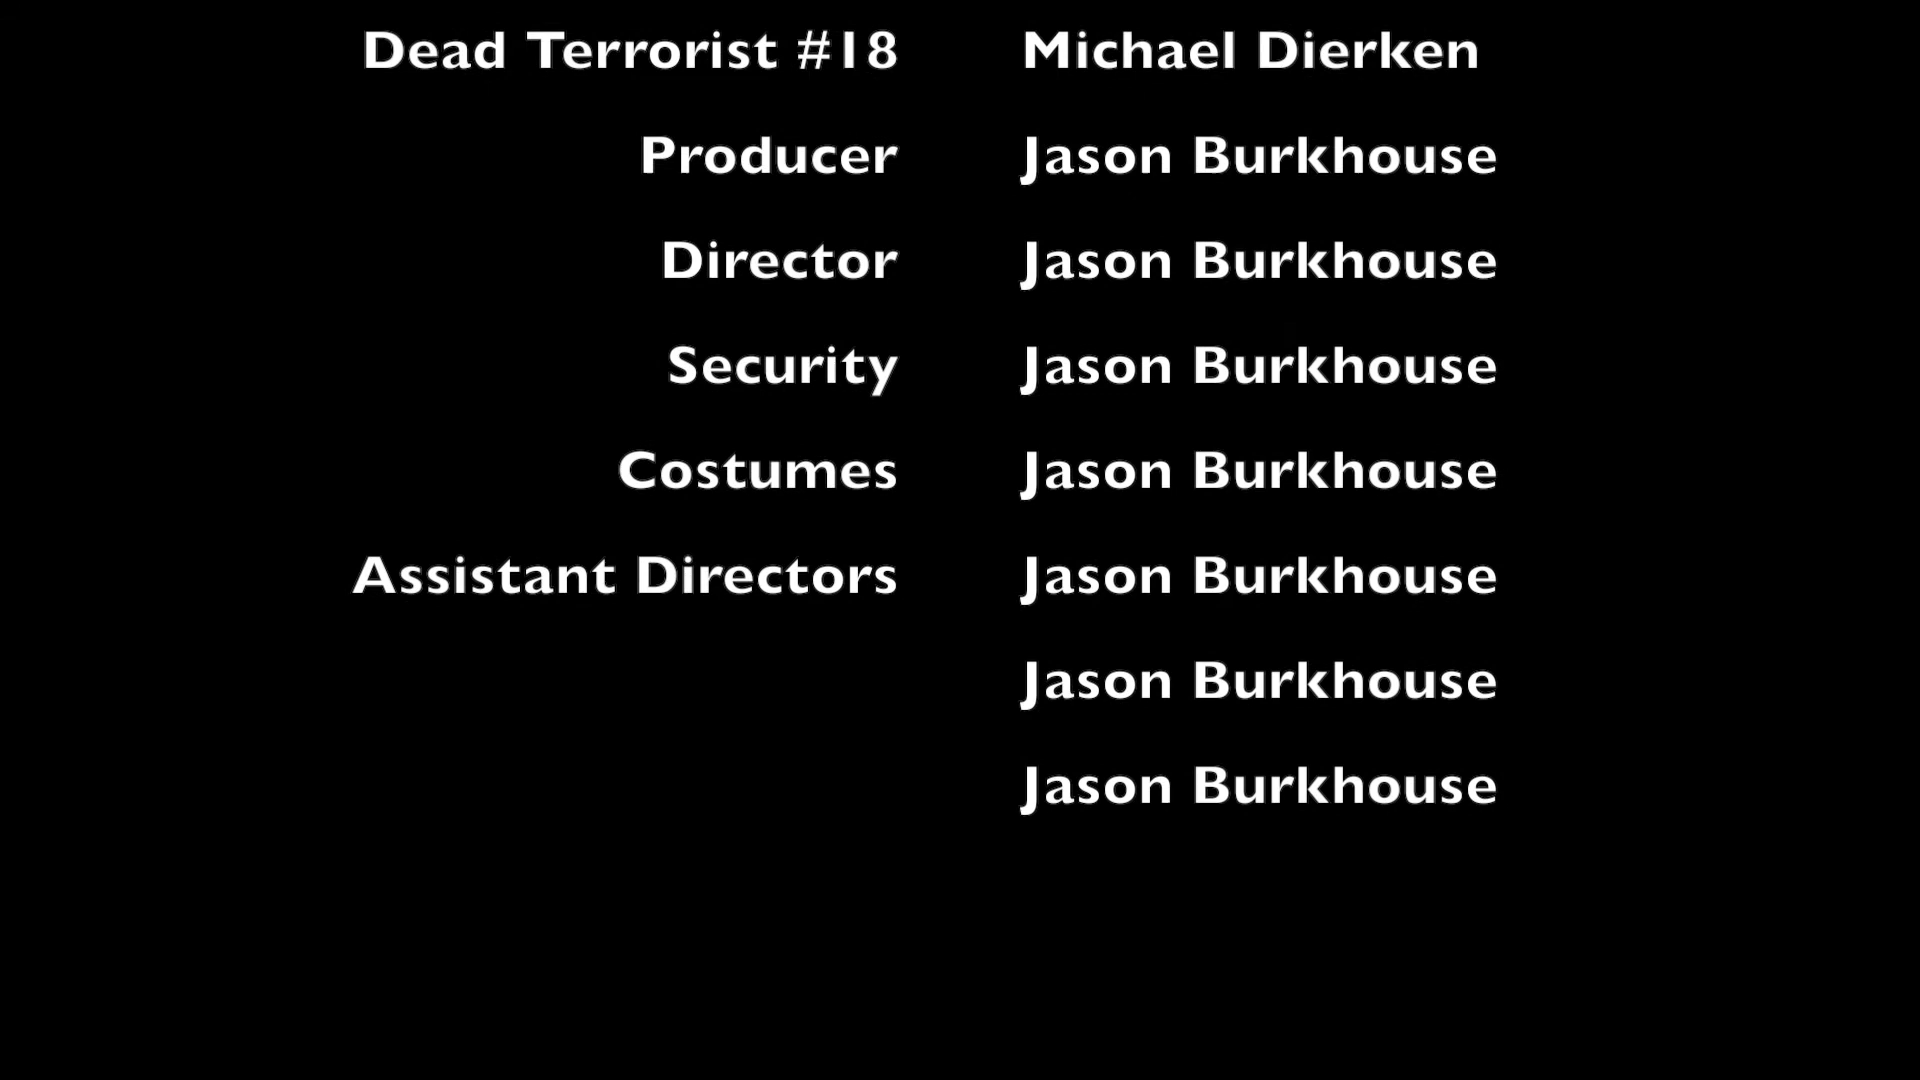 Dead Terrorist #18 Michael Dierken
Producer Jason Burkhouse
Director Jason Burkhouse
Security Jason Burkhouse
Costumes Jason Burkhouse
Assistant Directors Jason Burkhouse
Jason Burkhouse
Jason Burkhouse